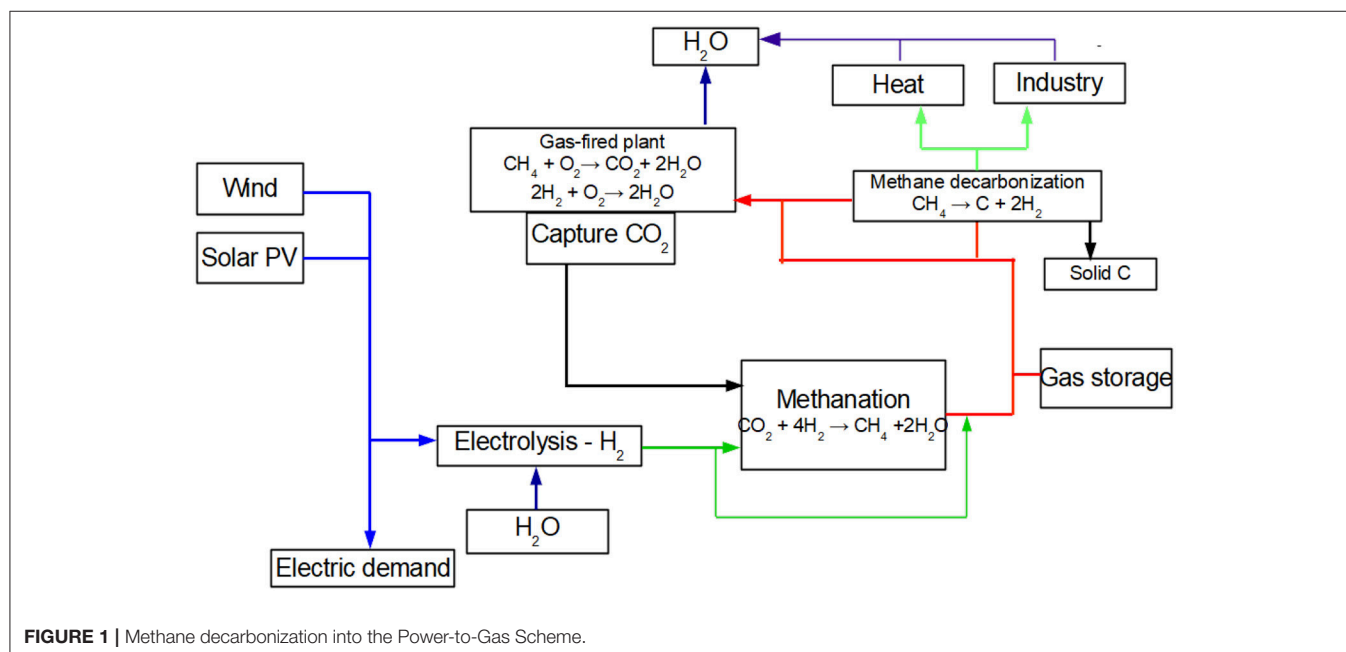 H₂O
Heat
Industry
Gas-fired plant
CH₄ + O₂→ CO₂+ 2H₂O
2H₂ + O₂→ 2H₂O
Capture CO₂
Wind
Solar PV
Methane decarbonization
CH₄ → C + 2H₂
Solid C
Gas storage
Methanation
CO₂ + 4H₂ → CH₄ +2H₂O
Electrolysis - H₂
H₂O
Electric demand
FIGURE 1 | Methane decarbonization into the Power-to-Gas Scheme.